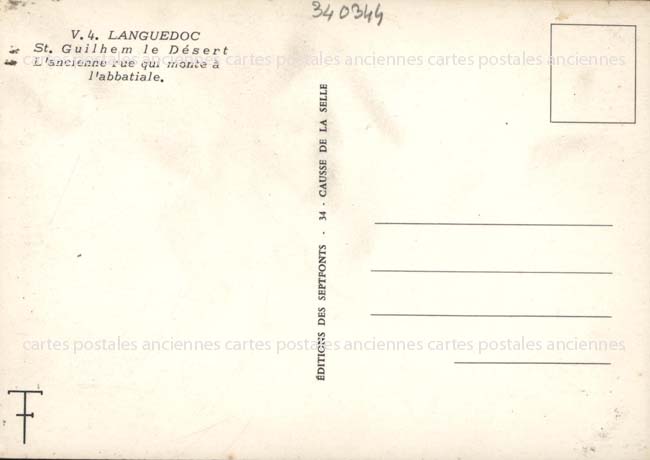 340344
V.4. LANGUEDOC
St. Guilhem le Désert
L'ancienne rue qui monte à
l'abbatiale.
cartes postales anciennes cartes postales anciennes cartes postales anciennes
ÉDITIONS DES SEPTFONTS - 34 - CAUSSE DE LA SELLE
cartes postales anciennes cartes postales anciennes cartes postales anciennes